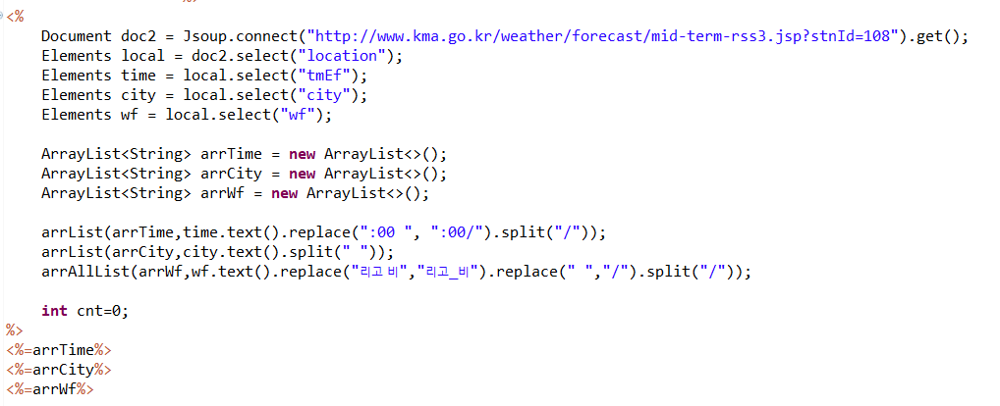 <%
Document doc2 = Jsoup.connect("http://www.kma.go.kr/weather/forecast/mid-term-rss3.jsp?stnId=108").get();
Elements local = doc2.select("location");
Elements time = local.select("tmEf");
Elements city = local.select("city");
Elements wf = local.select("wf");
ArrayList<String> arrTime = new ArrayList<>();
ArrayList<String> arrCity = new ArrayList<>();
ArrayList<String> arrWf = new ArrayList<>();
arrList(arrTime,time.text().replace(":00 ", ":00/").split("/"));
arrList(arrCity,city.text().split(" "));
arrAllList(arrWf,wf.text().replace("리고 비","리고_비").replace(" ","/").split("/"));
int cnt=0;
%>
<%=arrTime%>
<%=arrCity%>
<%=arrWf%>